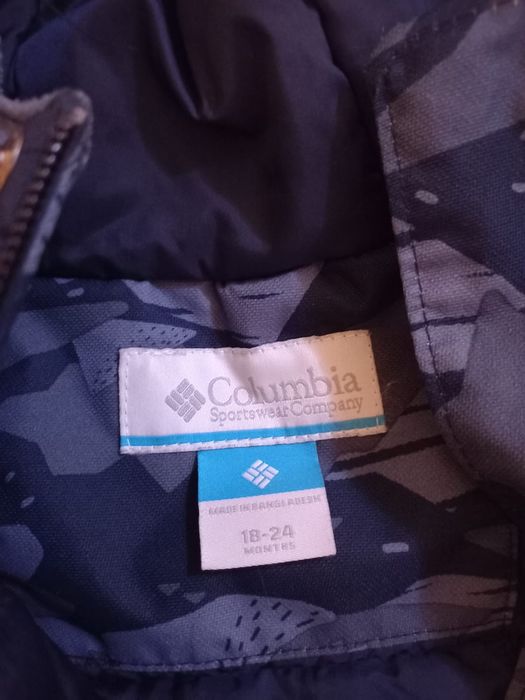 Columbia
Sportswear Company
MADE IN BANGLADESH
18-24
MONTHS